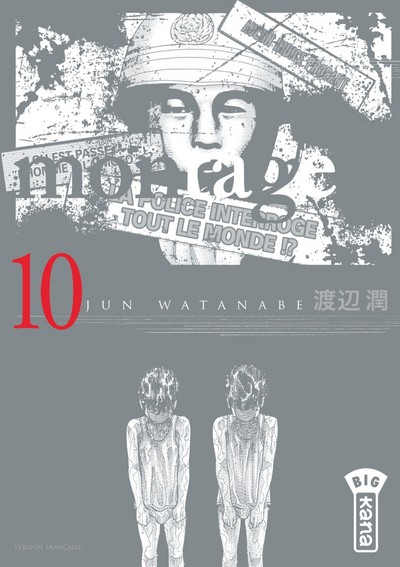 montage
LA POLICE INTERROGE
TOUT LE MONDE !?
10
JUN WATANABE 渡辺 潤
BIG
kana
VERSION FRANÇAISE